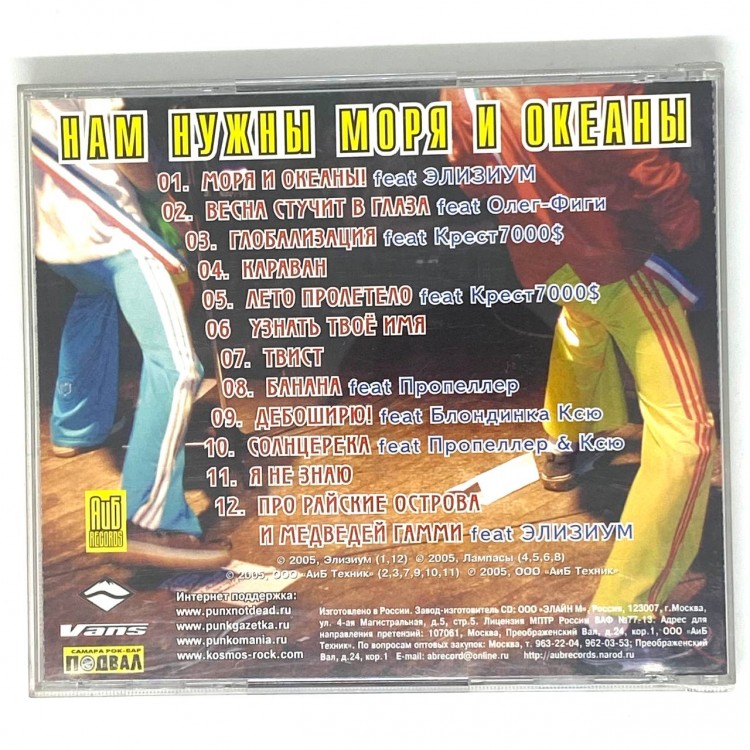 НАМ НУЖНЫ МОРЯ И ОКЕАНЫ
01. МОРЯ И ОКЕАНЫ! feat ЭЛИЗИУМ
02. ВЕСНА СТУЧИТ В ГЛАЗА feat Олег-Фиги
03. ГЛОБАЛИЗАЦИЯ feat Крест7000$
04. КАРАВАН
05. ЛЕТО ПРОЛЕТЕЛО feat Крест7000$
06 УЗНАТЬ ТВОЁ ИМЯ
07. ТВИСТ
08. БАНАНА feat Пропеллер
09. ДЕБОШИРЮ! feat Блондинка Ксю
10. СОЛНЦЕРЕКА feat Пропеллер & Ксю
11. Я НЕ ЗНАЮ
12. ПРО РАЙСКИЕ ОСТРОВА
И МЕДВЕДЕЙ ГАММИ feat ЭЛИЗИУМ
АиБ
RECORDS
© 2005, Элизиум (1,12) © 2005, Лампасы (4,5,6,8)
© 2005, ООО «АиБ Техник» (2,3,7,9,10,11) ℗ 2005, ООО «АиБ Техник»
Интернет поддержка:
www.punxnotdead.ru
www.punkgazetka.ru
www.punkomania.ru
www.kosmos-rock.com
VANS
САМАРА РОК-БАР
ПОДВАЛ
Изготовлено в России. Завод-изготовитель CD: ООО «ЭЛАЙН М», Россия, 123007, г.Москва,
ул. 4-ая Магистральная, д.5, стр.5. Лицензия МПТР России ВАФ №77-13. Адрес для
направления претензий: 107061, Москва, Преображенский Вал, д.24, кор.1, ООО «АиБ
Техник». По вопросам оптовых закупок: Москва, т. 963-22-04, 962-03-53; Преображенский
Вал, д.24, кор.1 E-mail: abrecord@online.ru http://aubrecords.narod.ru